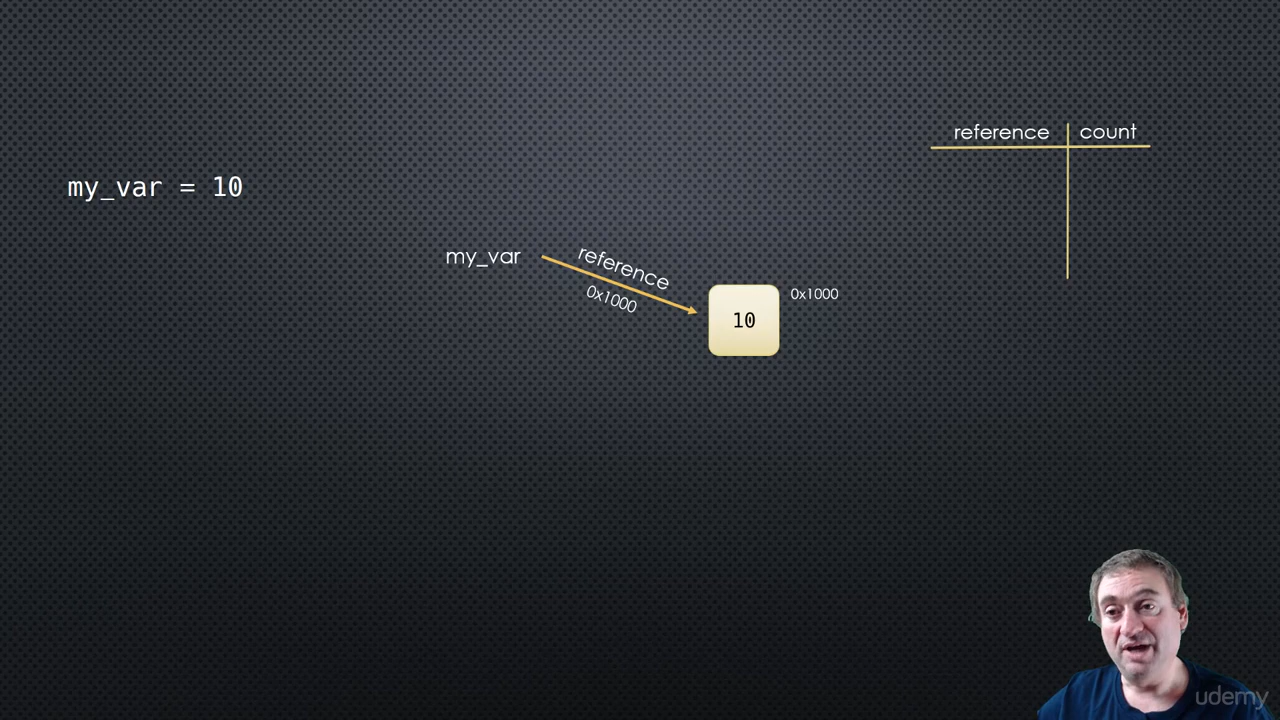 reference count
my_var = 10
my_var
reference
0x1000
10
0x1000
udemy